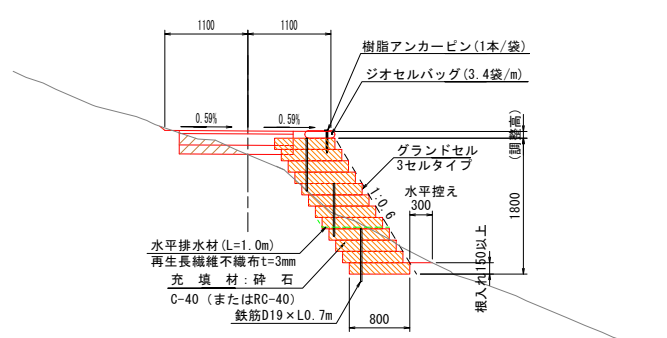 1100
1100
樹脂アンカーピン(1本/袋)
ジオセルバッグ(3.4袋/m)
0.59%
0.59%
(調整高)
グランドセル
3セルタイプ
1:0.6
水平控え
300
1800
根入れ150以上
水平排水材(L=1.0m)
再生長繊維不織布t=3mm
充 填 材:砕 石
C-40 (またはRC-40)
鉄筋D19×L0.7m
800